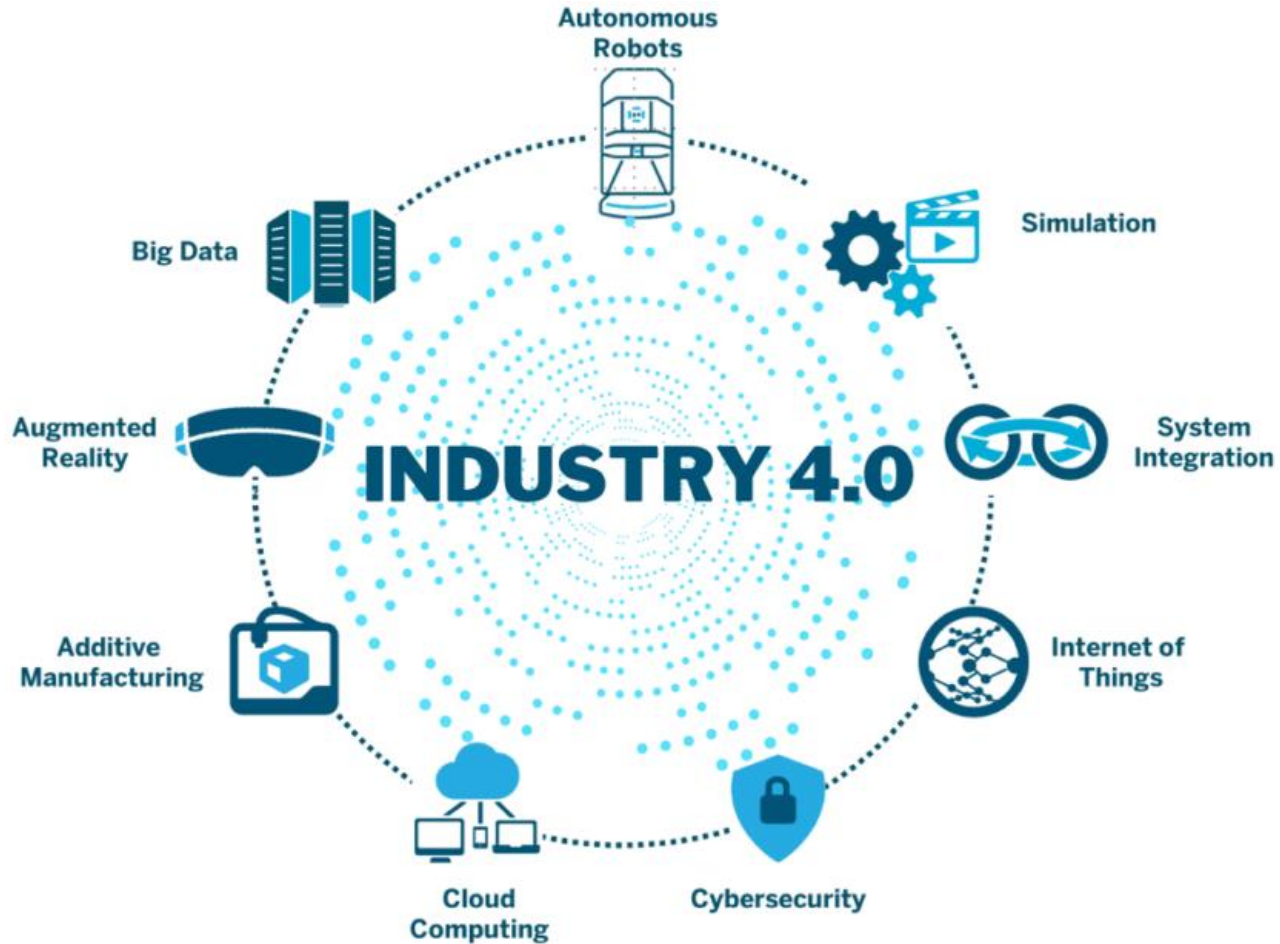 Autonomous
Robots
Simulation
Big Data
Augmented
Reality
INDUSTRY 4.0
System
Integration
Additive
Manufacturing
Internet of
Things
Cloud
Computing
Cybersecurity